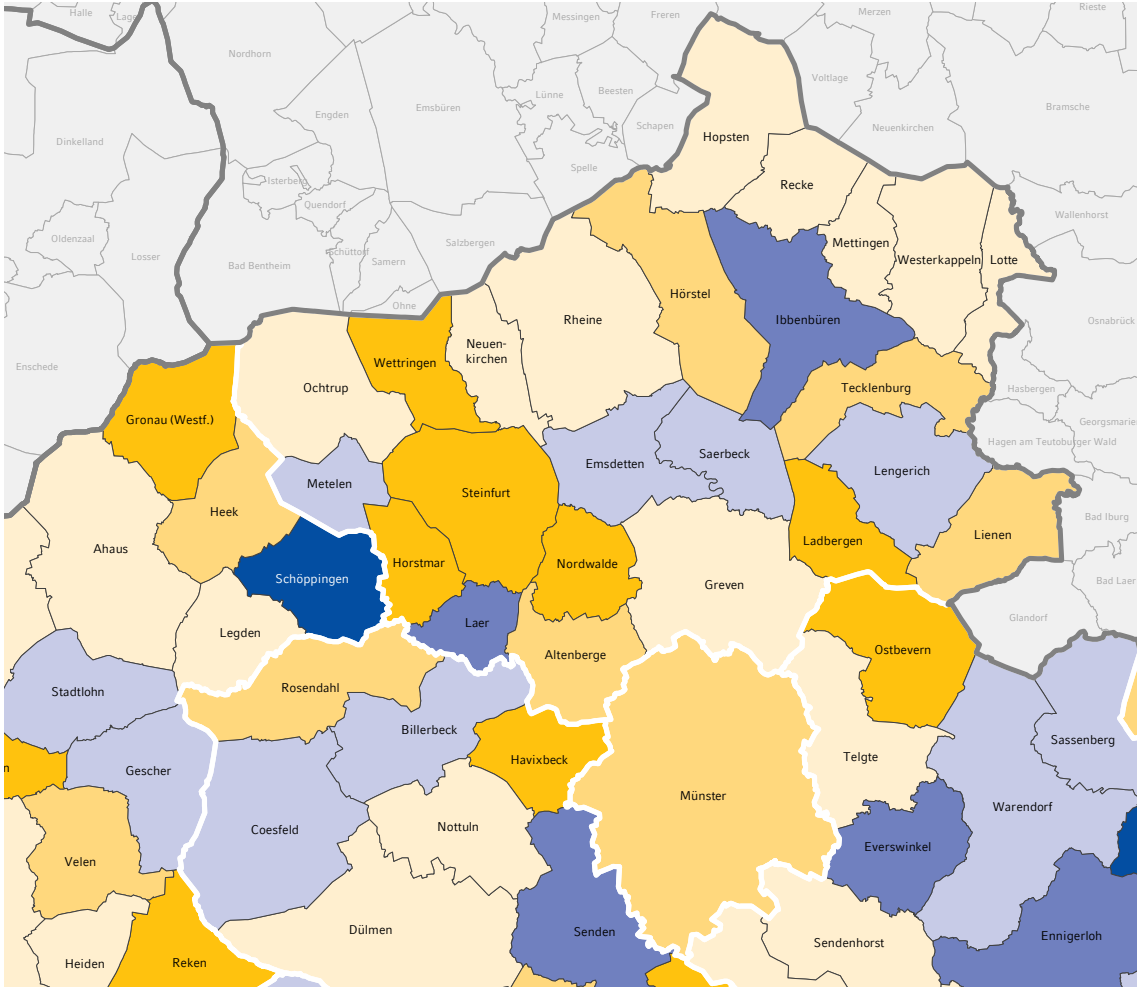 Halle
Lage
Messingen
Freren
Merzen
Rieste
Nordhorn
Voltlage
Lünne
Beesten
Emsbüren
Bramsche
Engden
Schapen
Neuenkirchen
Dinkelland
Hopsten
Spelle
Isterberg
Recke
Quendorf
Wallenhorst
Oldenzaal
Salzbergen
Mettingen
Schüttorf
Losser
Samern
Westerkappeln
Lotte
Bad Bentheim
Hörstel
Ohne
Rheine
Ibbenbüren
Osnabrück
Neuen-
kirchen
Wettringen
Enschede
Ochtrup
Tecklenburg
Hasbergen
Gronau (Westf.)
Georgsmarie
Hagen am Teutoburger Wald
Saerbeck
Emsdetten
Lengerich
Metelen
Steinfurt
Heek
Bad Iburg
Lienen
Ladbergen
Ahaus
Horstmar
Nordwalde
Schöppingen
Bad Laer
Greven
Glandorf
Laer
Legden
Ostbevern
Altenberge
Rosendahl
Stadtlohn
Billerbeck
Sassenberg
Telgte
Havixbeck
n
Gescher
Münster
Warendorf
Nottuln
Coesfeld
Everswinkel
Velen
Dülmen
Senden
Ennigerloh
Sendenhorst
Heiden
Reken